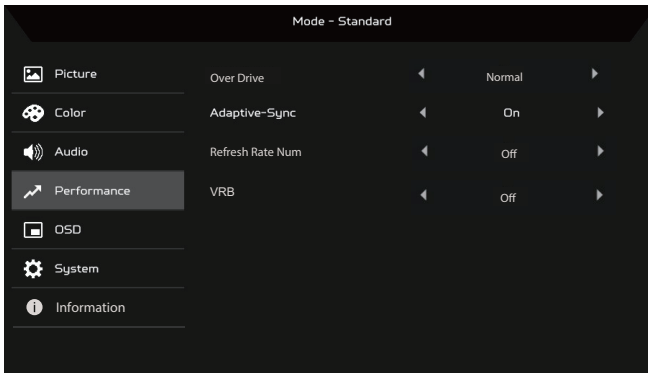 Mode - Standard
Picture
Over Drive Normal
Color
Adaptive-Sync On
Audio
Refresh Rate Num Off
Performance
VRB Off
OSD
System
Information